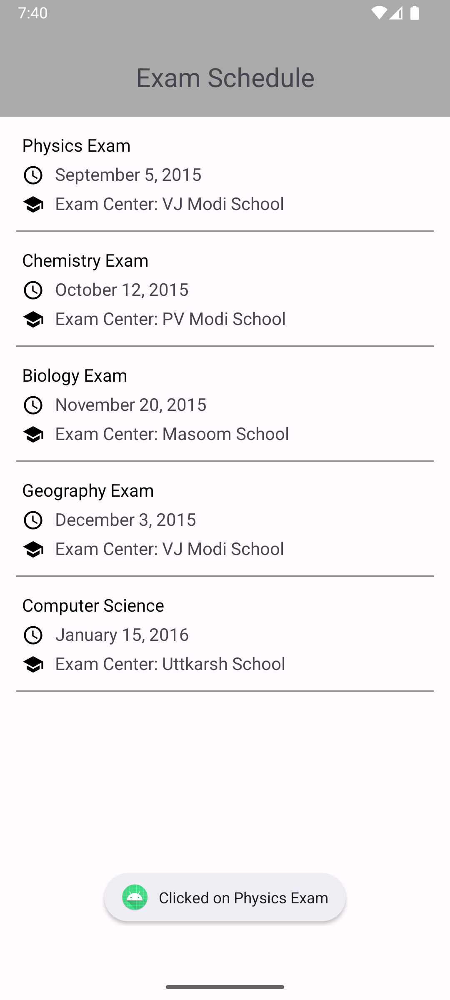 7:40
Exam Schedule
Physics Exam
September 5, 2015
Exam Center: VJ Modi School
Chemistry Exam
October 12, 2015
Exam Center: PV Modi School
Biology Exam
November 20, 2015
Exam Center: Masoom School
Geography Exam
December 3, 2015
Exam Center: VJ Modi School
Computer Science
January 15, 2016
Exam Center: Uttkarsh School
Clicked on Physics Exam